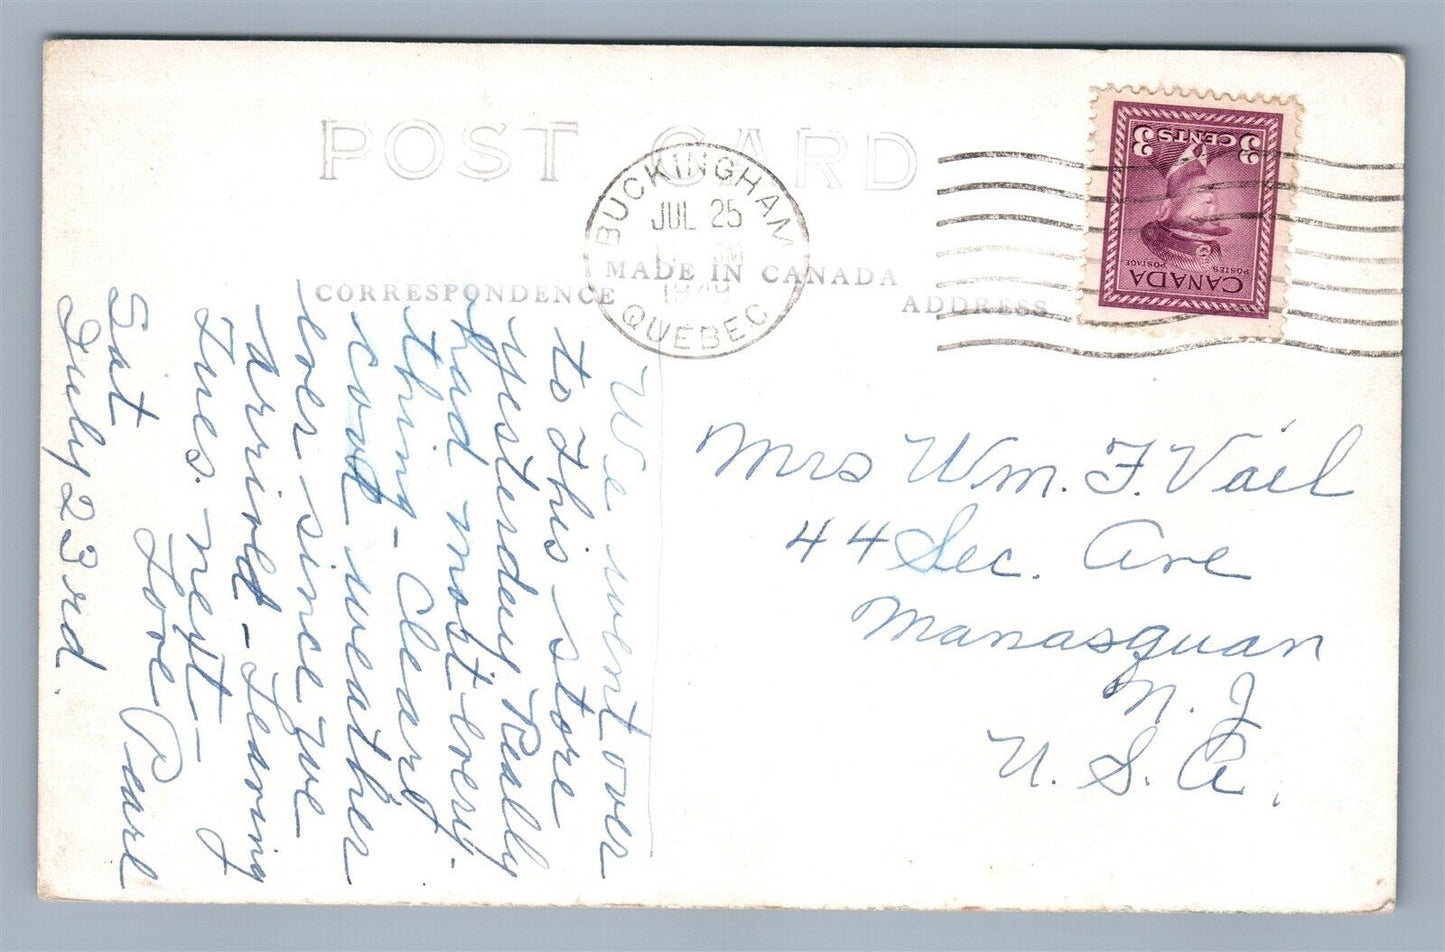 POST CARD
BUCKINGHAM
JUL 25
PM
1949
QUEBEC
MADE IN CANADA
CORRESPONDENCE
ADDRESS
3 CENTS 3
POSTES POSTAGE
CANADA
We went over
to this store
yesterday Really
had most every
thing - Clear &
cool weather
ever since we
arrived - Leaving
Tues. next -
Love Pearl
Sat
July 23rd.
Mrs Wm. F. Vail
44 Sec. Ave
Manasquan
N. J.
U. S. A.